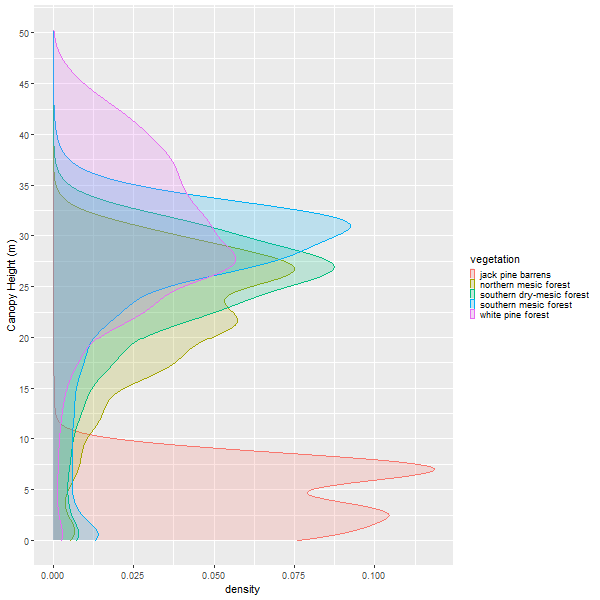 50
45
40
35
30
25
20
15
10
5
0
Canopy Height (m)
0.000 0.025 0.050 0.075 0.100
density
vegetation
jack pine barrens
northern mesic forest
southern dry-mesic forest
southern mesic forest
white pine forest